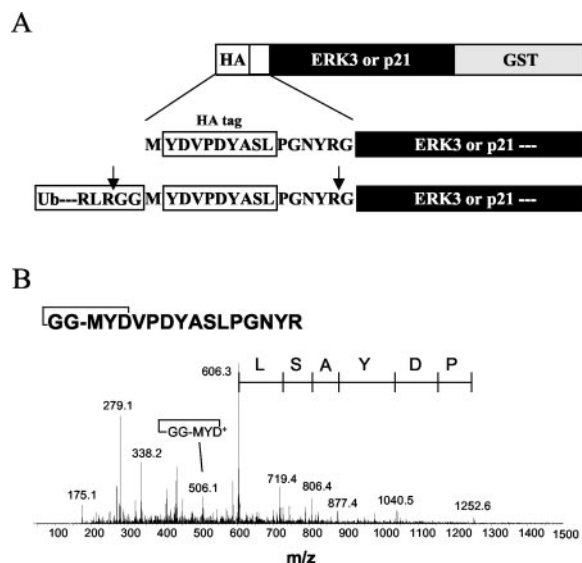 A
HA ERK3 or p21 GST
HA tag
M YDVPDYASL PGNYRG ERK3 or p21 ---
Ub---RLRGG M YDVPDYASL PGNYRG ERK3 or p21 ---
B
GG-MYDVPDYASLPGNYR
606.3 L S A Y D P
279.1
GG-MYD+
338.2
175.1 506.1 719.4 806.4 877.4 1040.5 1252.6
100 200 300 400 500 600 700 800 900 1000 1100 1200 1300 1400 1500
m/z